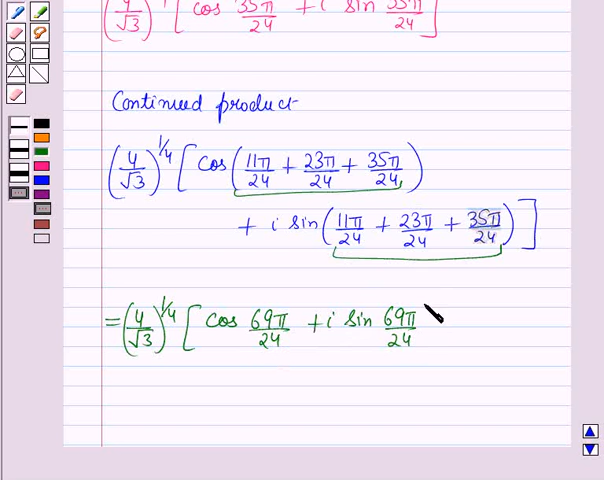 (4/√3) [cos 35π/24 + i sin 35π/24]
Continued product
(4/√3)^1/4 [cos (11π/24 + 23π/24 + 35π/24)
+ i sin (11π/24 + 23π/24 + 35π/24)]
= (4/√3)^1/4 [cos 69π/24 + i sin 69π/24